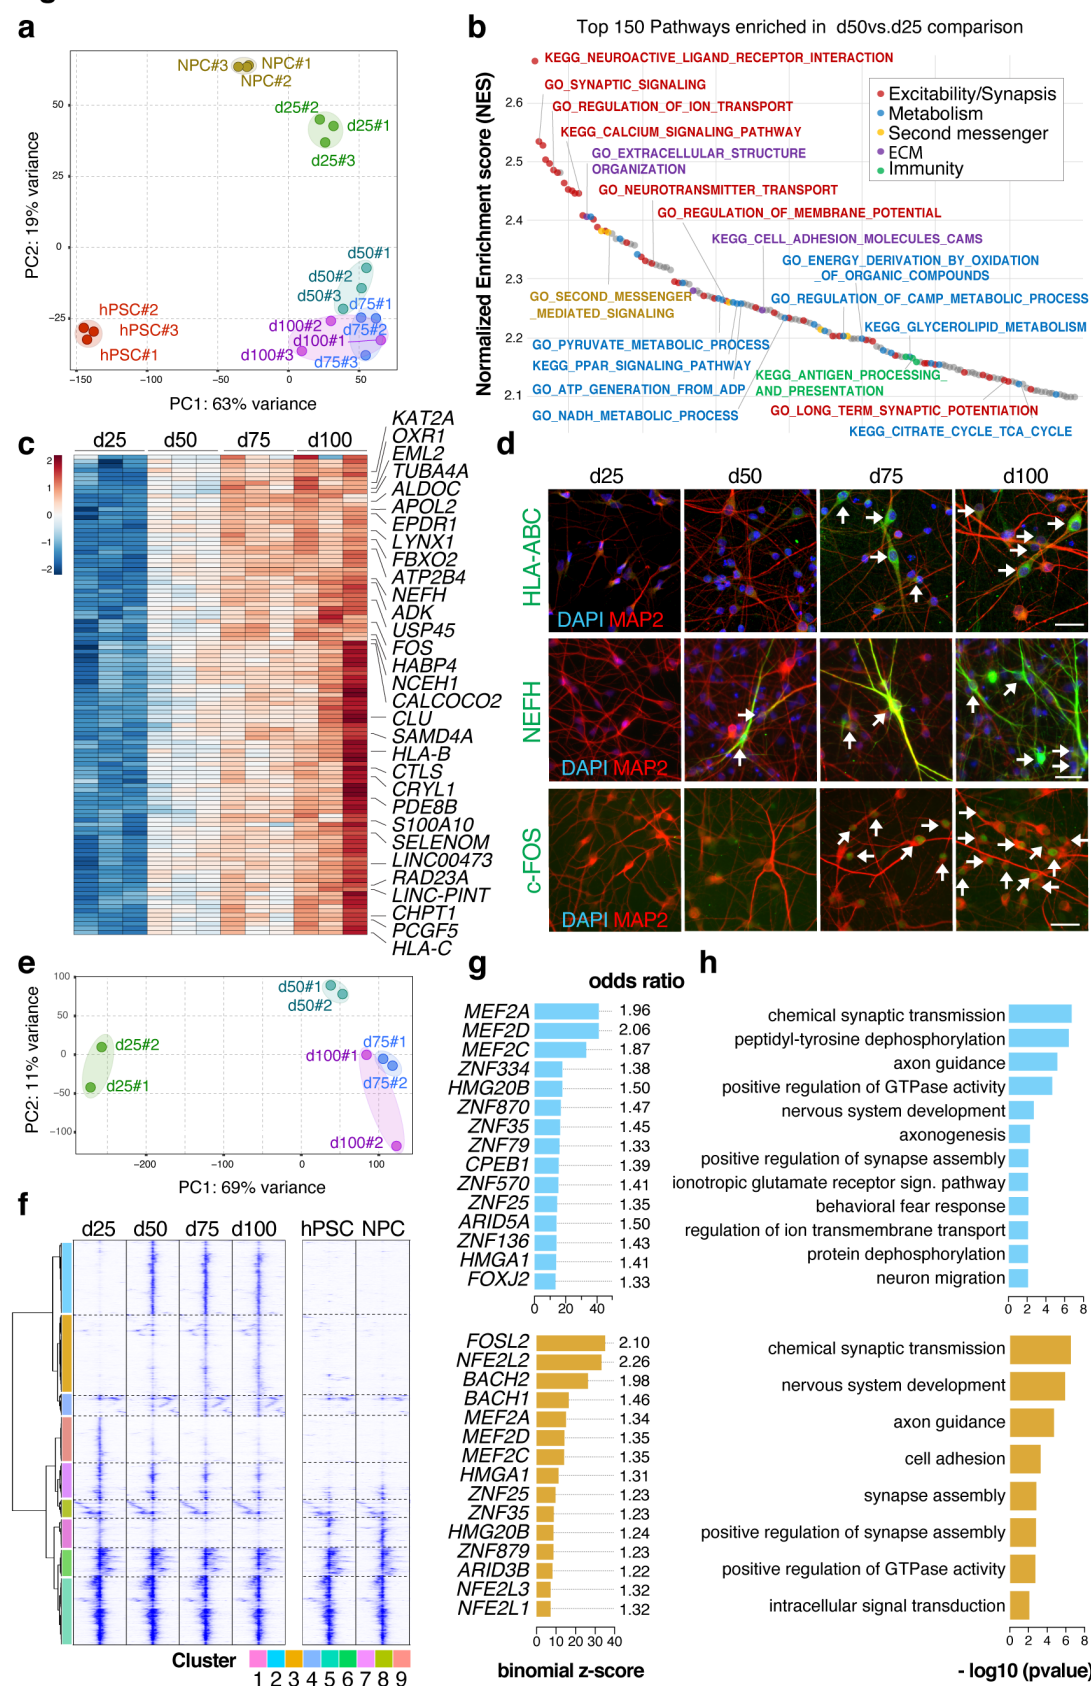 a
PC2: 19% variance
50
25
0
−25
NPC#3
NPC#1
NPC#2
d25#2
d25#1
d25#3
d50#1
d50#2
d50#3
d75#1
d100#2
d75#2
d100#1
d100#3
d75#3
hPSC#2
hPSC#3
hPSC#1
−150
−100
−50
0
50
PC1: 63% variance
b
Top 150 Pathways enriched in d50vs.d25 comparison
Normalized Enrichment score (NES)
2.6
2.5
2.4
2.3
2.2
2.1
KEGG_NEUROACTIVE_LIGAND_RECEPTOR_INTERACTION
GO_SYNAPTIC_SIGNALING
GO_REGULATION_OF_ION_TRANSPORT
KEGG_CALCIUM_SIGNALING_PATHWAY
GO_EXTRACELLULAR_STRUCTURE
ORGANIZATION
GO_NEUROTRANSMITTER_TRANSPORT
GO_REGULATION_OF_MEMBRANE_POTENTIAL
KEGG_CELL_ADHESION_MOLECULES_CAMS
GO_ENERGY_DERIVATION_BY_OXIDATION
_OF_ORGANIC_COMPOUNDS
GO_SECOND_MESSENGER
_MEDIATED_SIGNALING
GO_REGULATION_OF_CAMP_METABOLIC_PROCESS
KEGG_GLYCEROLIPID_METABOLISM
GO_PYRUVATE_METABOLIC_PROCESS
KEGG_PPAR_SIGNALING_PATHWAY
KEGG_ANTIGEN_PROCESSING_
AND_PRESENTATION
GO_ATP_GENERATION_FROM_ADP
GO_NADH_METABOLIC_PROCESS
GO_LONG_TERM_SYNAPTIC_POTENTIATION
KEGG_CITRATE_CYCLE_TCA_CYCLE
Excitability/Synapsis
Metabolism
Second messenger
ECM
Immunity
c
d25 d50 d75 d100
2
1
0
−1
−2
KAT2A
OXR1
EML2
TUBA4A
ALDOC
APOL2
EPDR1
LYNX1
FBXO2
ATP2B4
NEFH
ADK
USP45
FOS
HABP4
NCEH1
CALCOCO2
CLU
SAMD4A
HLA-B
CTLS
CRYL1
PDE8B
S100A10
SELENOM
LINC00473
RAD23A
LINC-PINT
CHPT1
PCGF5
HLA-C
d
d25 d50 d75 d100
HLA-ABC
DAPI MAP2
NEFH
DAPI MAP2
c-FOS
DAPI MAP2
e
PC2: 11% variance
100
50
0
−50
−100
d50#1
d50#2
d25#2
d25#1
d75#1
d100#1
d75#2
d100#2
−200
−100
0
100
PC1: 69% variance
f
d25 d50 d75 d100 hPSC NPC
Cluster
1 2 3 4 5 6 7 8 9
g
odds ratio
MEF2A 1.96
MEF2D 2.06
MEF2C 1.87
ZNF334 1.38
HMG20B 1.50
ZNF870 1.47
ZNF35 1.45
ZNF79 1.33
CPEB1 1.39
ZNF570 1.41
ZNF25 1.35
ARID5A 1.50
ZNF136 1.43
HMGA1 1.41
FOXJ2 1.33
0 20 40
FOSL2 2.10
NFE2L2 2.26
BACH2 1.98
BACH1 1.46
MEF2A 1.34
MEF2D 1.35
MEF2C 1.35
HMGA1 1.31
ZNF25 1.23
ZNF35 1.23
HMG20B 1.24
ZNF879 1.23
ARID3B 1.22
NFE2L3 1.32
NFE2L1 1.32
0 10 20 30 40
binomial z-score
h
chemical synaptic transmission
peptidyl-tyrosine dephosphorylation
axon guidance
positive regulation of GTPase activity
nervous system development
axonogenesis
positive regulation of synapse assembly
ionotropic glutamate receptor sign. pathway
behavioral fear response
regulation of ion transmembrane transport
protein dephosphorylation
neuron migration
0 2 4 6 8
chemical synaptic transmission
nervous system development
axon guidance
cell adhesion
synapse assembly
positive regulation of synapse assembly
positive regulation of GTPase activity
intracellular signal transduction
0 2 4 6 8
- log10 (pvalue)